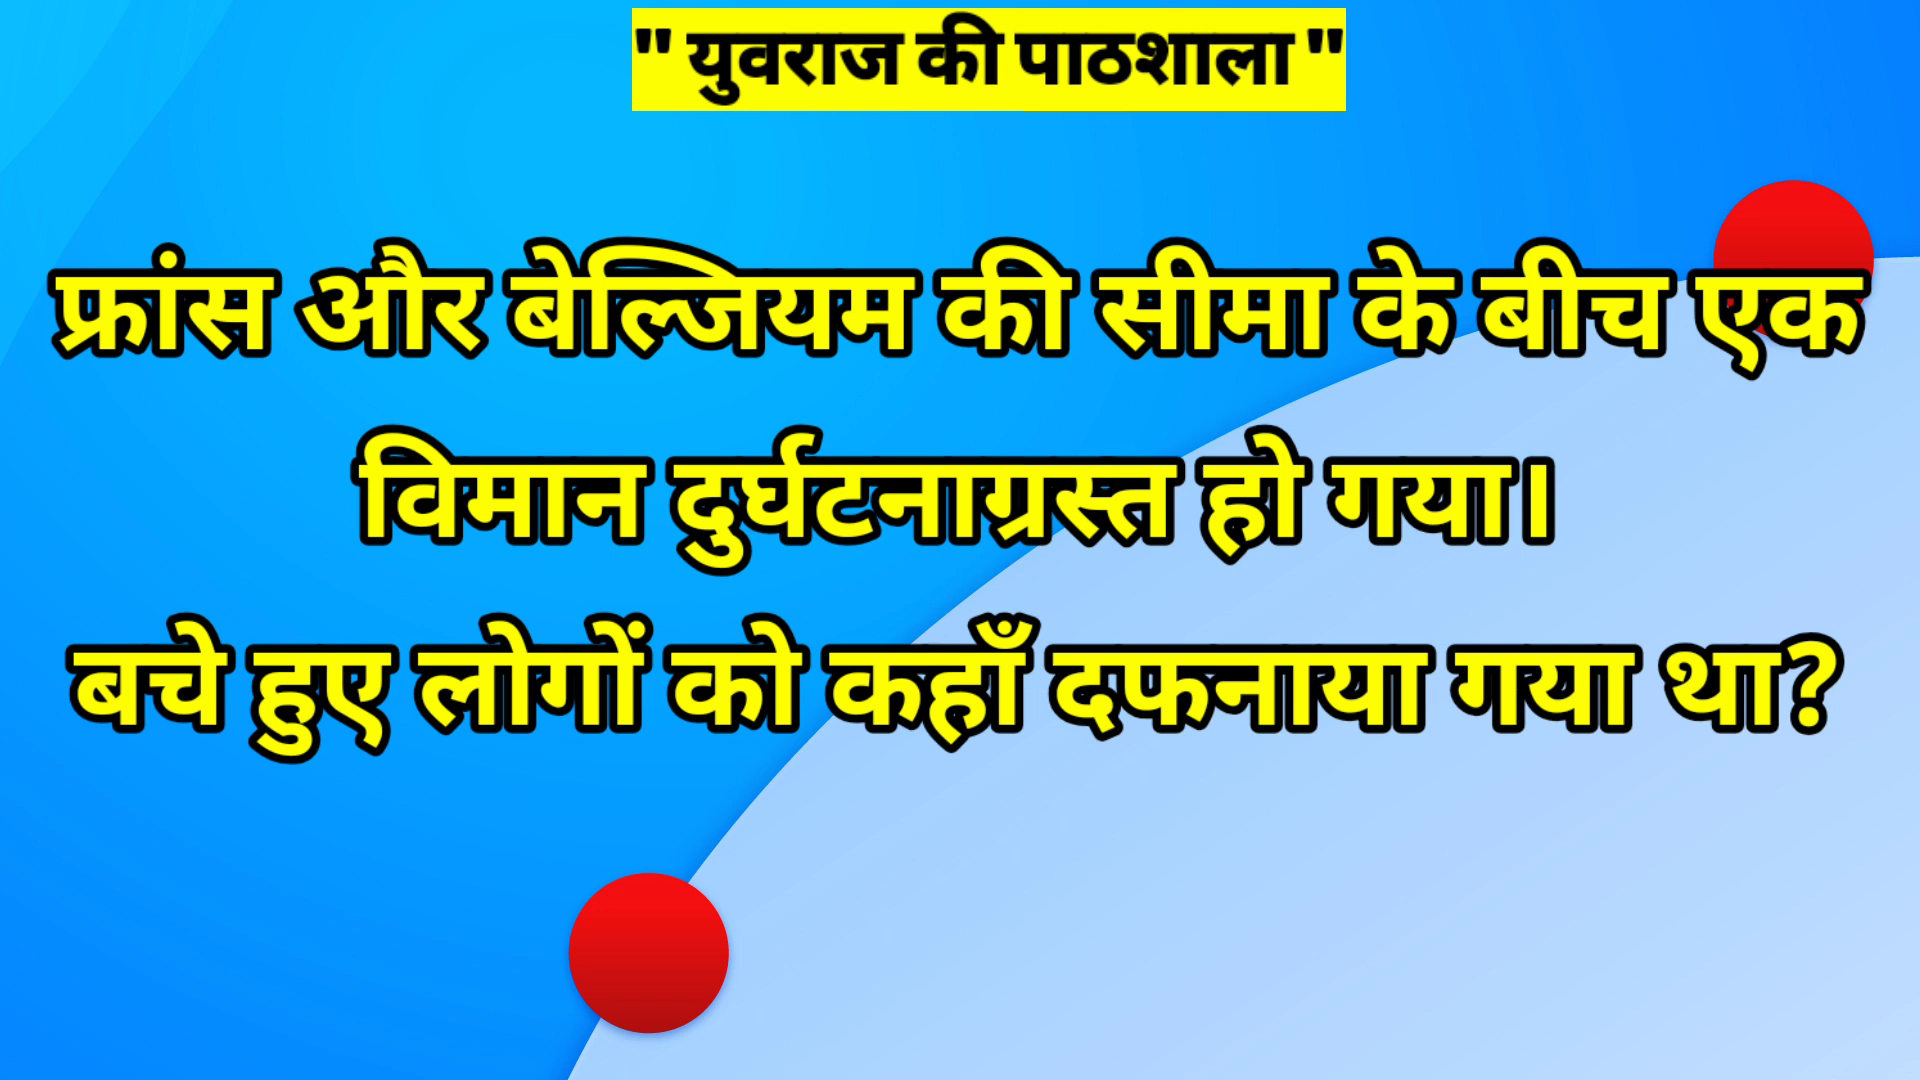 " युवराज की पाठशाला "
फ्रांस और बेल्जियम की सीमा के बीच एक
विमान दुर्घटनाग्रस्त हो गया।
बचे हुए लोगों को कहाँ दफनाया गया था?